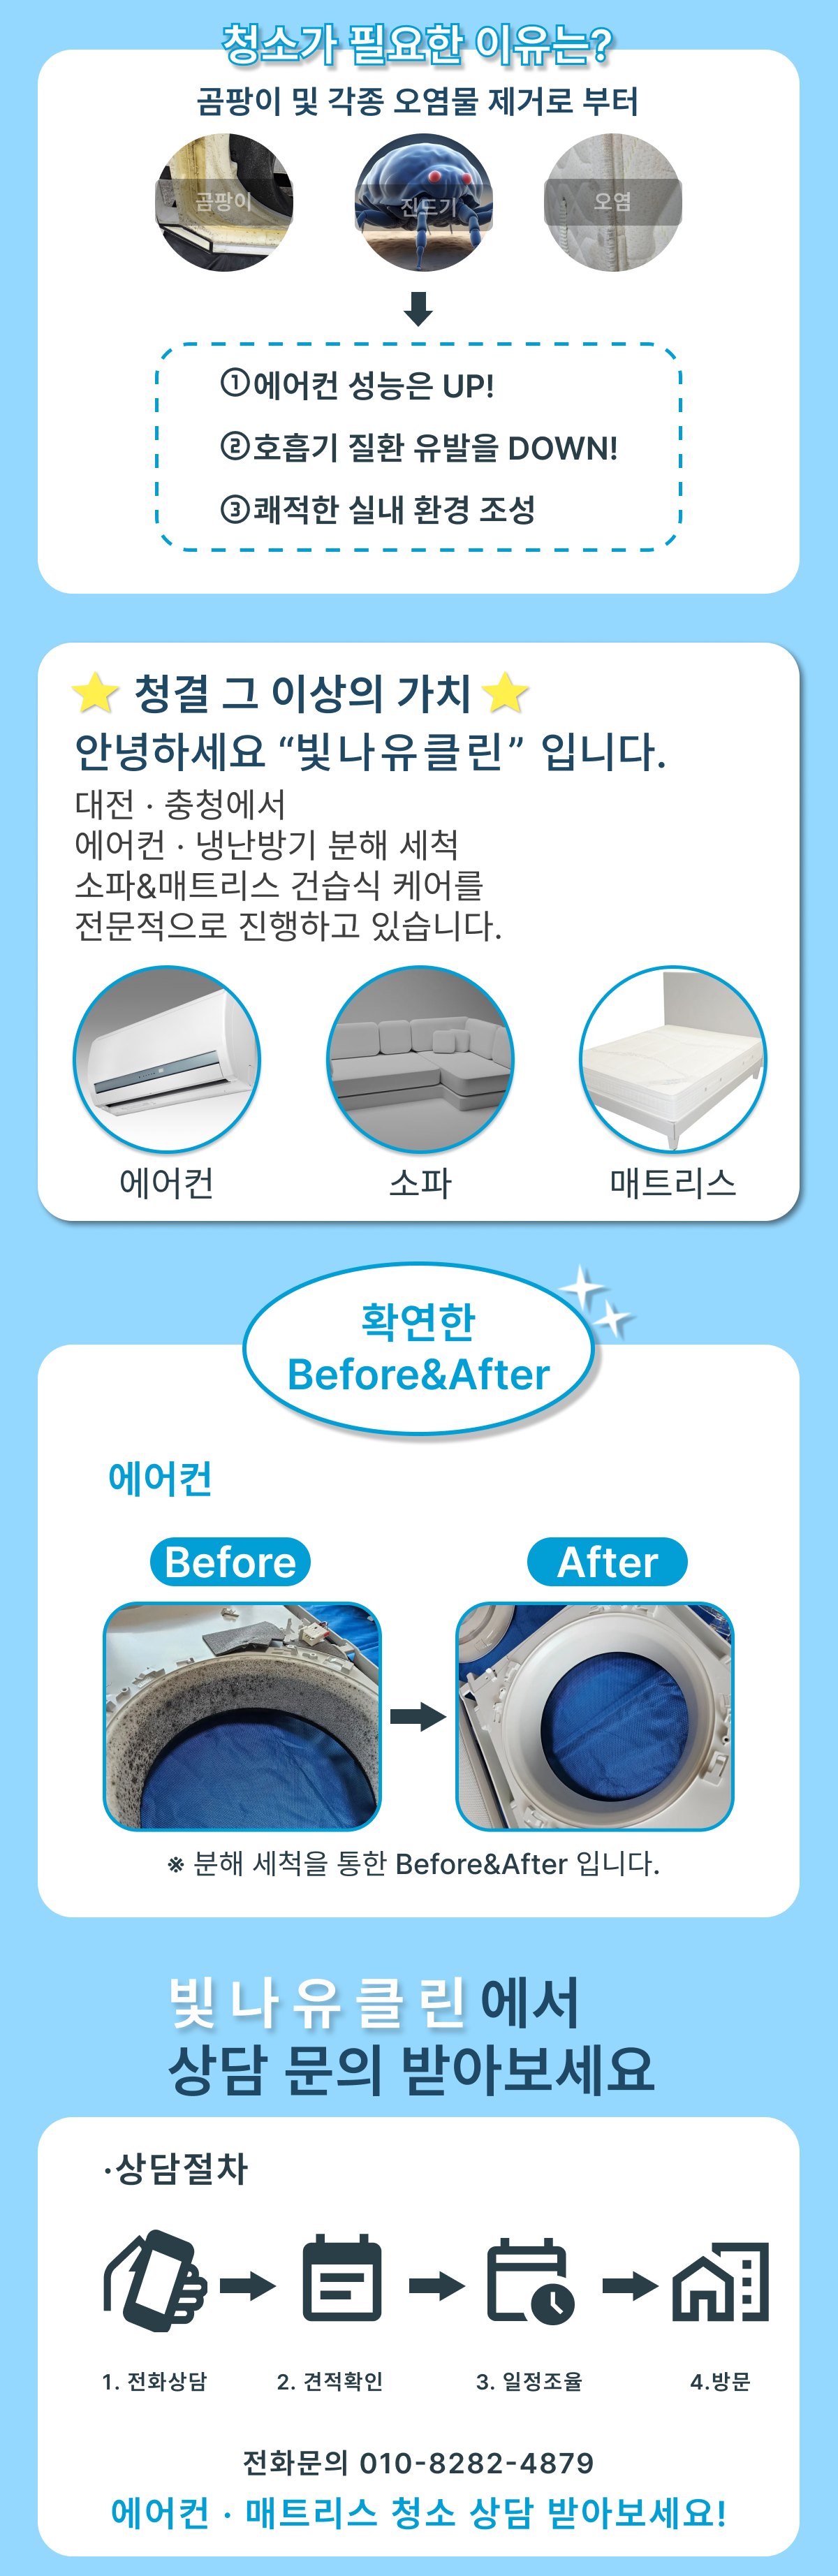 청소가 필요한 이유는?
곰팡이 및 각종 오염물 제거로 부터
곰팡이
진드기
오염
①에어컨 성능은 UP!
②호흡기 질환 유발을 DOWN!
③쾌적한 실내 환경 조성
청결 그 이상의 가치
안녕하세요 “빛나유클린” 입니다.
대전 · 충청에서
에어컨 · 냉난방기 분해 세척
소파&매트리스 건습식 케어를
전문적으로 진행하고 있습니다.
에어컨
소파
매트리스
확연한
Before&After
에어컨
Before
After
※ 분해 세척을 통한 Before&After 입니다.
빛나유클린에서
상담 문의 받아보세요
·상담절차
1. 전화상담
2. 견적확인
3. 일정조율
4.방문
전화문의 010-8282-4879
에어컨 · 매트리스 청소 상담 받아보세요!